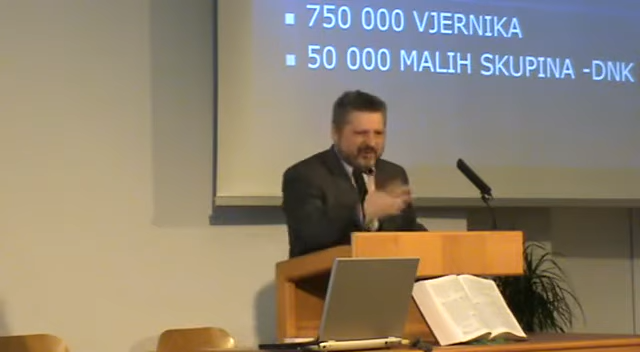 ▪ 750 000 VJERNIKA
▪ 50 000 MALIH SKUPINA -DNK